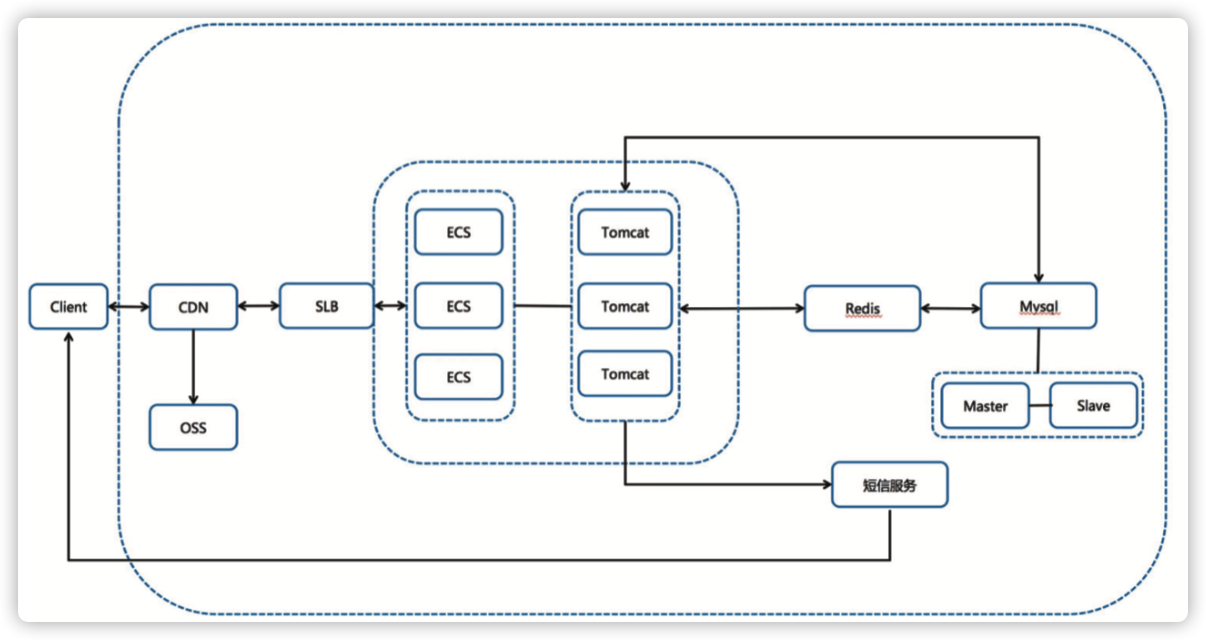 ECS
Tomcat
Client
CDN
SLB
ECS
Tomcat
Redis
Mysql
ECS
Tomcat
OSS
Master
Slave
短信服务